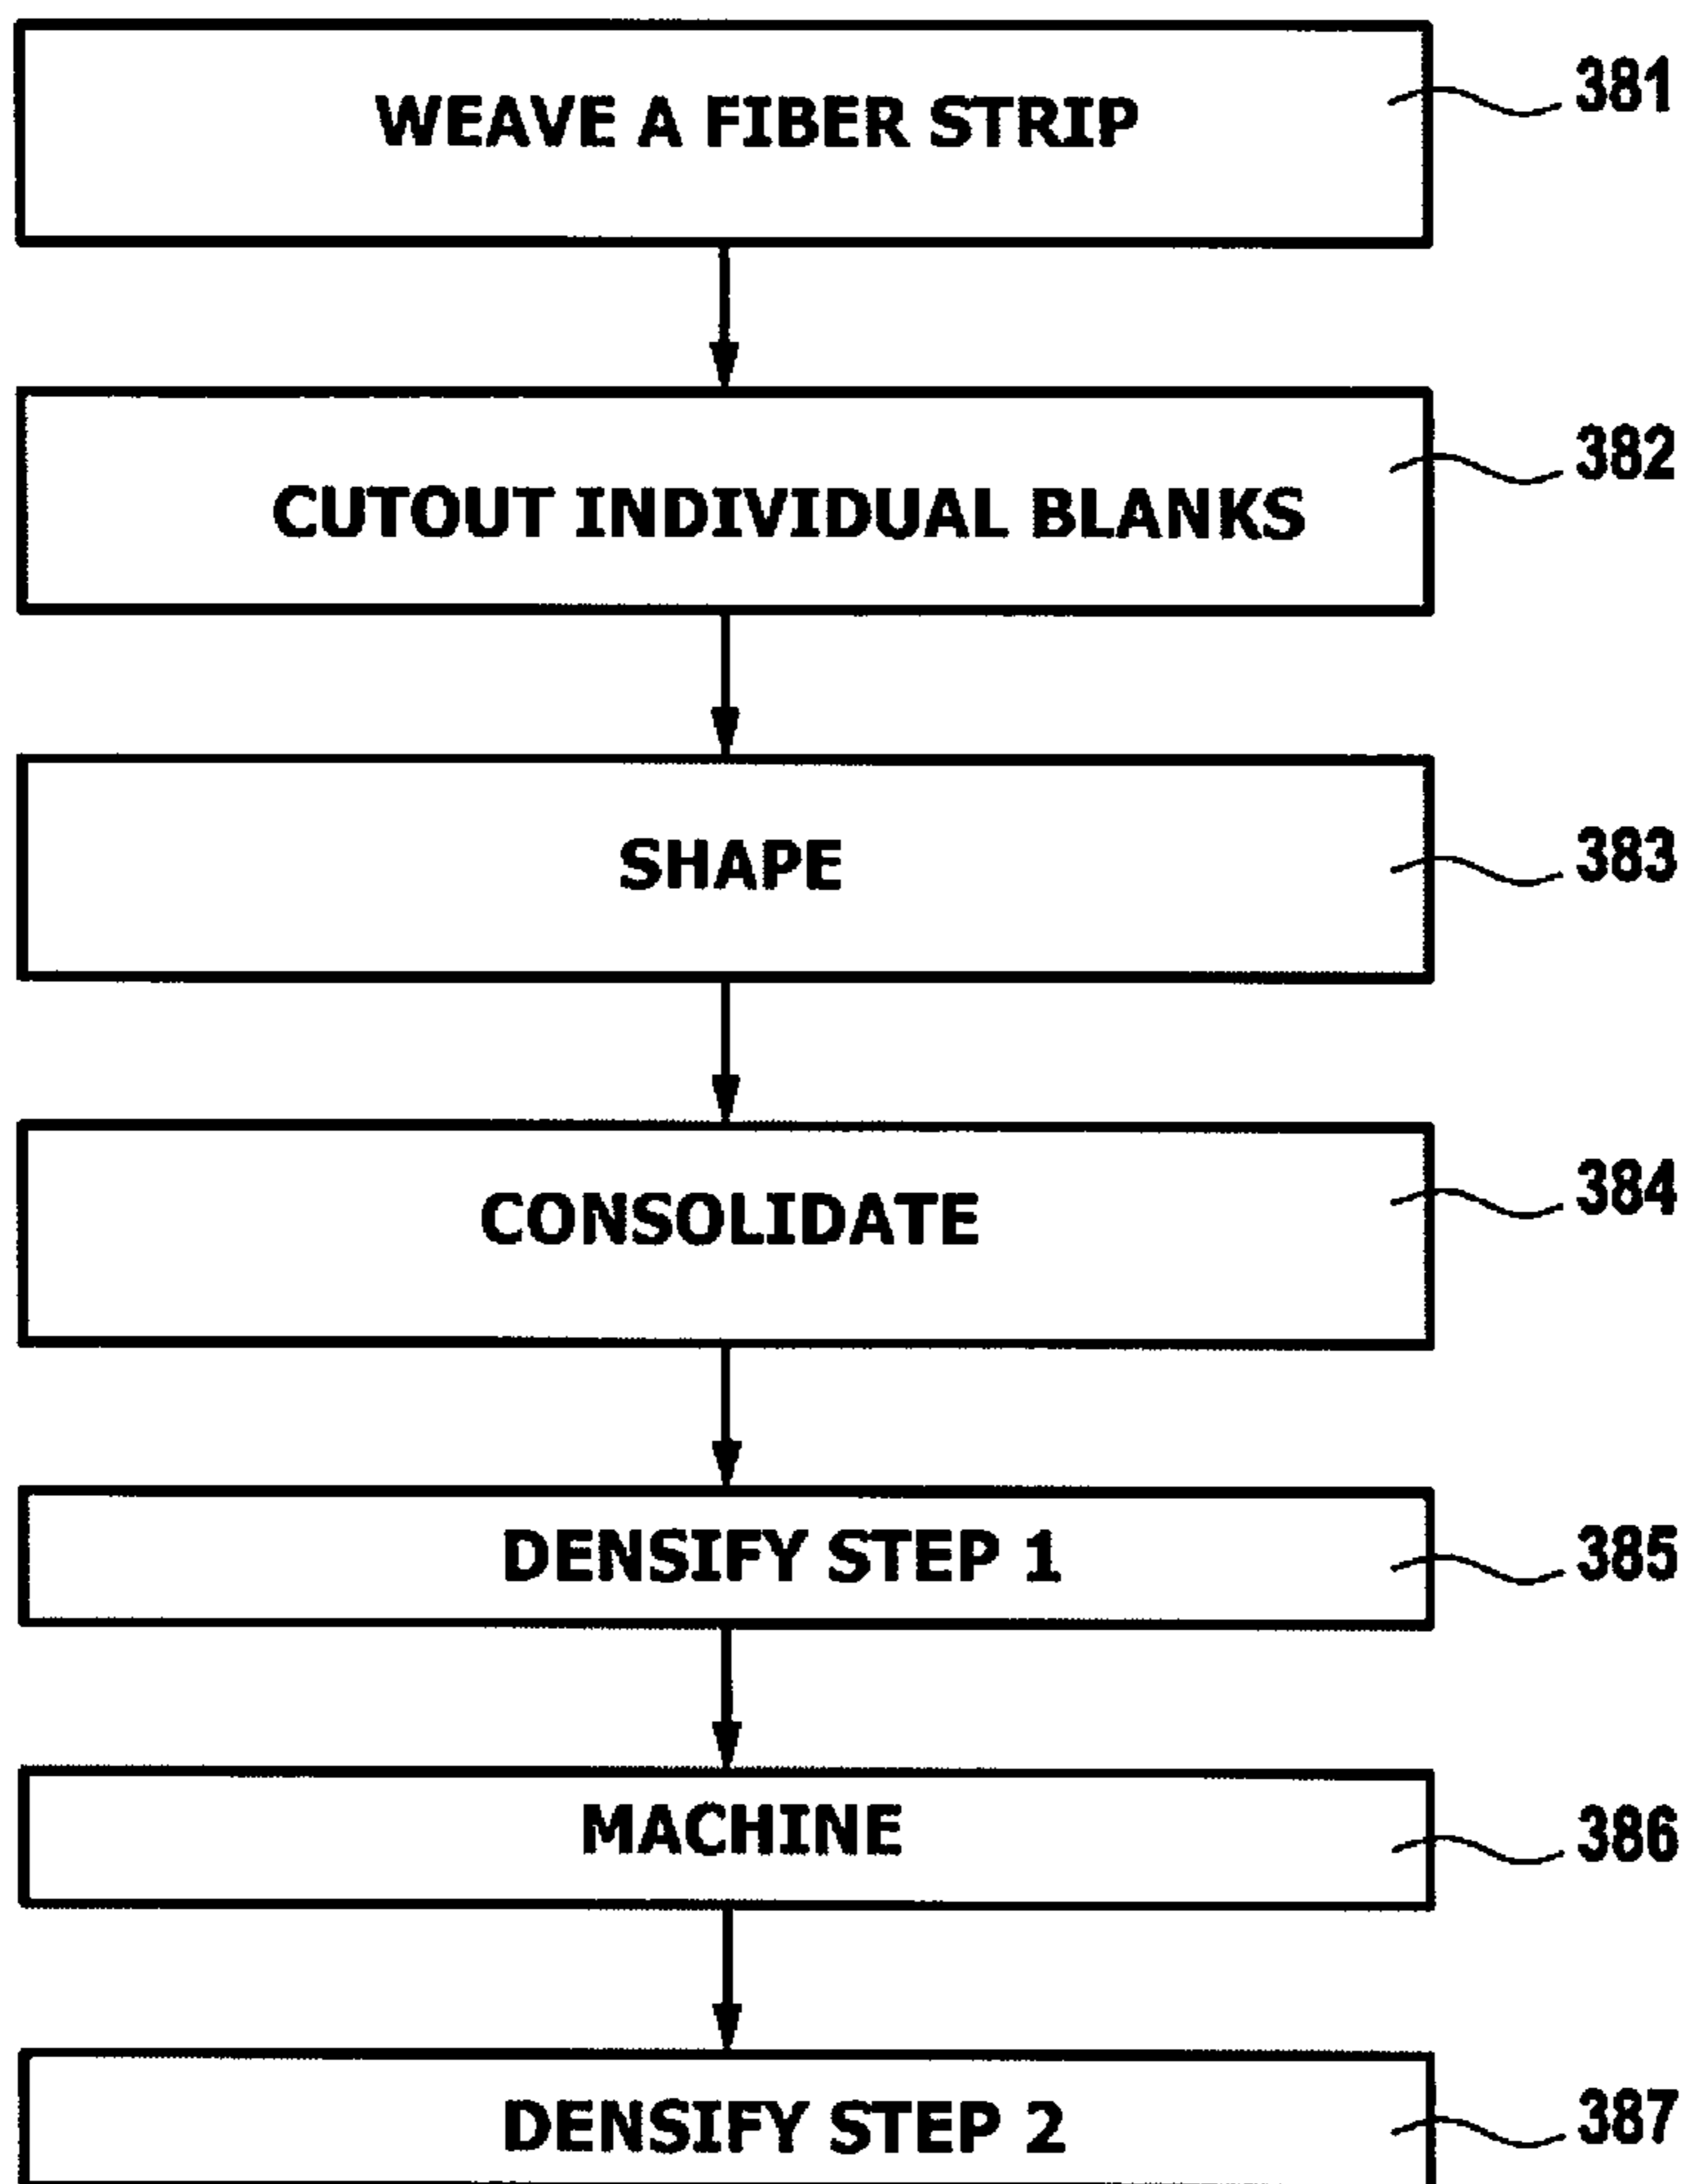 WEAVE A FIBER STRIP
381
CUTOUT INDIVIDUAL BLANKS
382
SHAPE
383
CONSOLIDATE
384
DENSIFY STEP 1
385
MACHINE
386
DENSIFY STEP 2
387